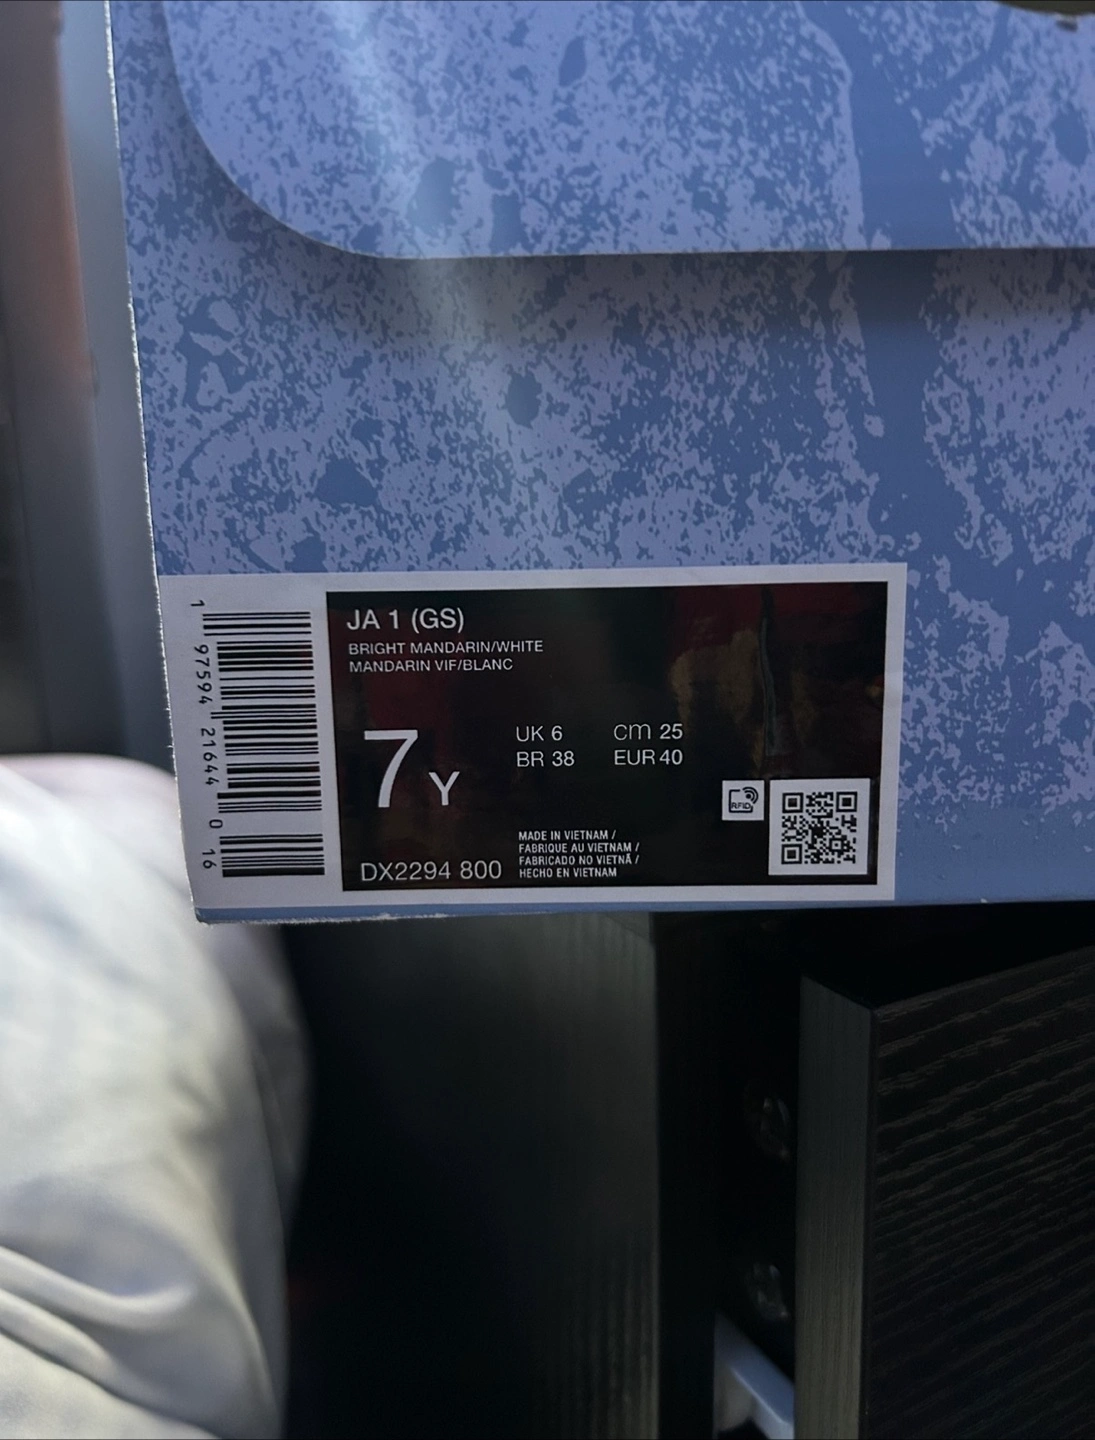 1 97594 21644 0 16
JA 1 (GS)
BRIGHT MANDARIN/WHITE
MANDARIN VIF/BLANC
7Y
UK 6 cm 25
BR 38 EUR 40
RFID
MADE IN VIETNAM /
FABRIQUE AU VIETNAM /
FABRICADO NO VIETNÃ /
HECHO EN VIETNAM
DX2294 800